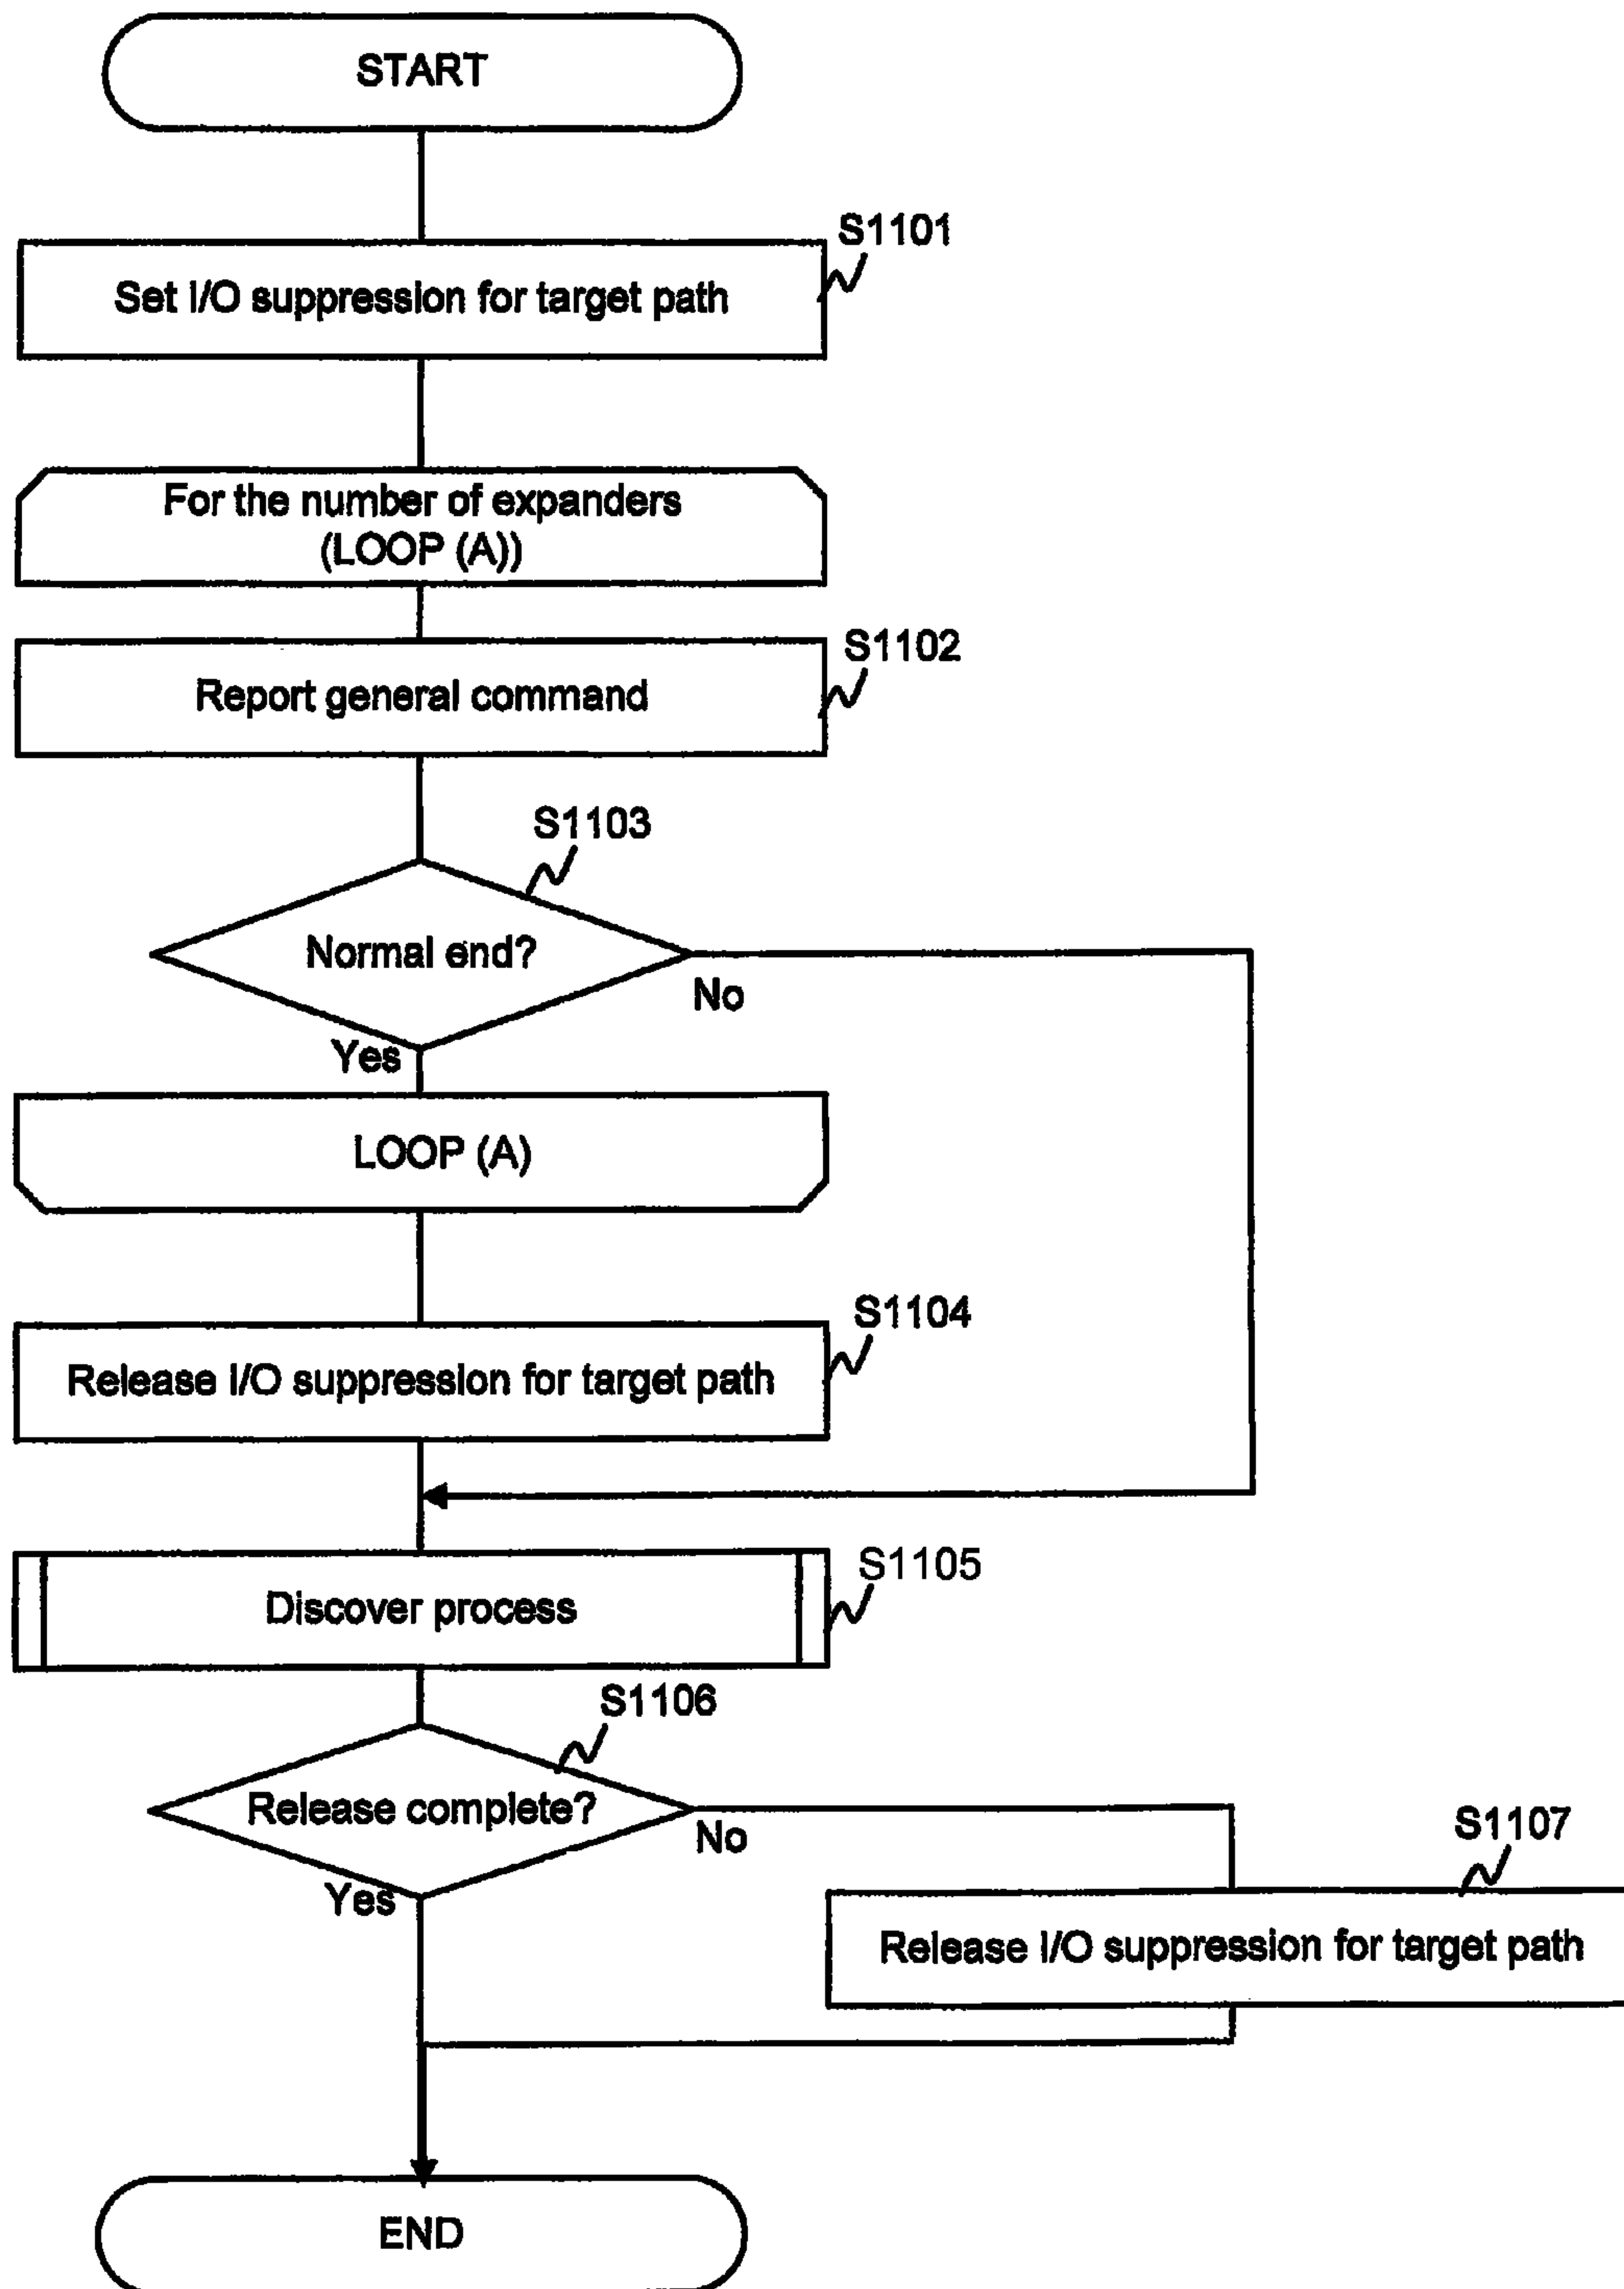 START
S1101
Set I/O suppression for target path
For the number of expanders
(LOOP (A))
S1102
Report general command
S1103
Normal end?
No
Yes
LOOP (A)
S1104
Release I/O suppression for target path
S1105
Discover process
S1106
Release complete?
No
S1107
Yes
Release I/O suppression for target path
END